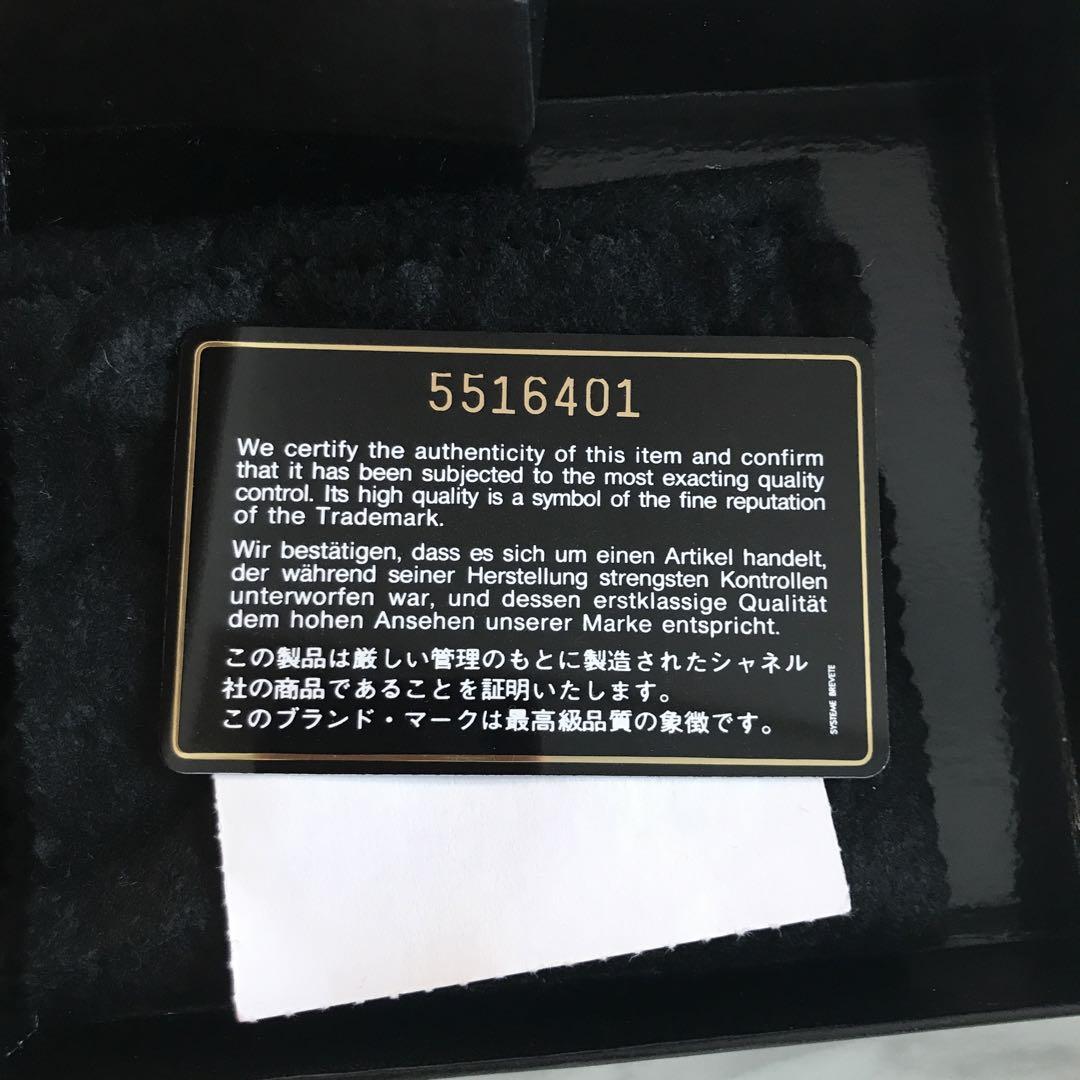 5516401
We certify the authenticity of this item and confirm
that it has been subjected to the most exacting quality
control. Its high quality is a symbol of the fine reputation
of the Trademark.
Wir bestätigen, dass es sich um einen Artikel handelt,
der während seiner Herstellung strengsten Kontrollen
unterworfen war, und dessen erstklassige Qualität
dem hohen Ansehen unserer Marke entspricht.
この製品は厳しい管理のもとに製造されたシャネル
社の商品であることを証明いたします。
このブランド・マークは最高級品質の象徴です。
SYSTEME BREVETE